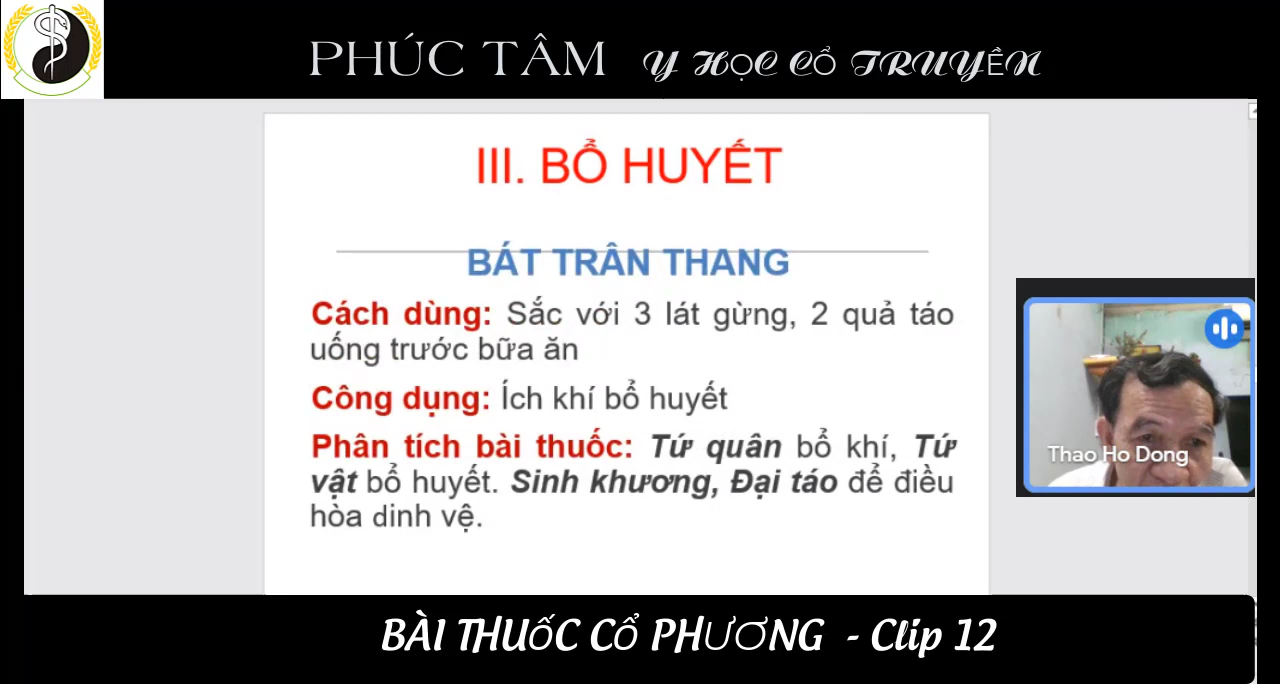 PHÚC TÂM Y HỌC CỔ TRUYỀN
III. BỔ HUYẾT
BÁT TRÂN THANG
Cách dùng: Sắc với 3 lát gừng, 2 quả táo
uống trước bữa ăn
Công dụng: Ích khí bổ huyết
Phân tích bài thuốc: Tứ quân bổ khí, Tứ
vật bổ huyết. Sinh khương, Đại táo để điều
hòa dinh vệ.
Thao Ho Dong
BÀI THUỐC CỔ PHƯƠNG - Clip 12